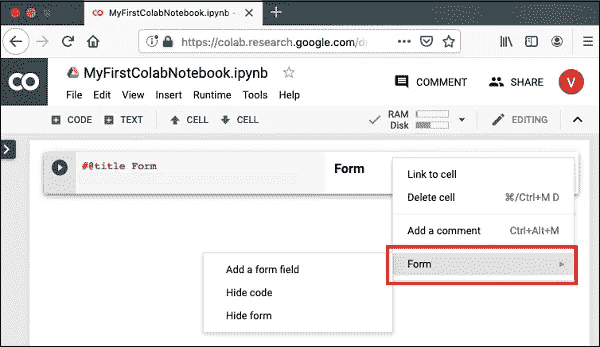 CO MyFirstColabNotebook.ipynb -
https://colab.research.google.com/d
CO
MyFirstColabNotebook.ipynb
COMMENT
SHARE
V
File Edit View Insert Runtime Tools Help
CODE TEXT CELL CELL
RAM
Disk
EDITING
#@title Form
Form
Link to cell
Delete cell ⌘/Ctrl+M D
Add a comment Ctrl+Alt+M
Form
Add a form field
Hide code
Hide form